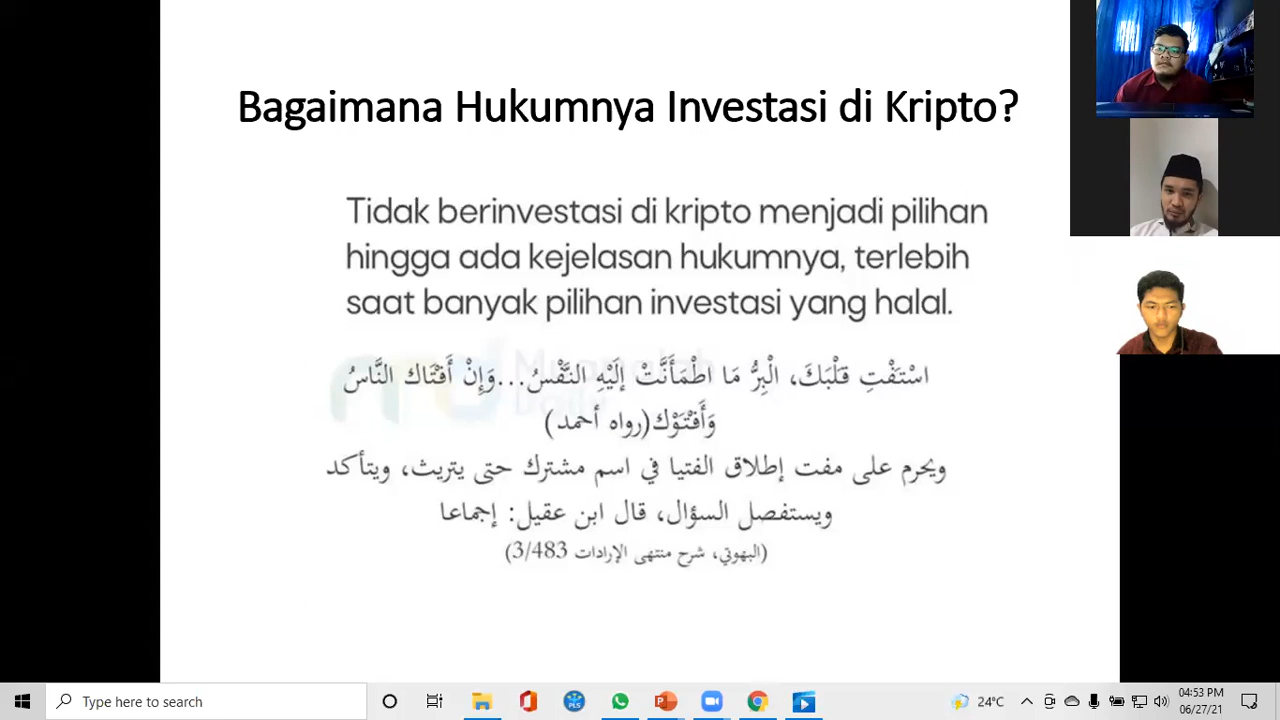 Bagaimana Hukumnya Investasi di Kripto?
Tidak berinvestasi di kripto menjadi pilihan
hingga ada kejelasan hukumnya, terlebih
saat banyak pilihan investasi yang halal.
اسْتَفْتِ قَلْبَكَ، الْبِرُّ مَا اطْمَأَنَّتْ إلَيْهِ النَّفْسُ...وَإِنْ أَفْتَاك النَّاسُ
وَأَفْتَوْك(رواه أحمد)
ويحرم على مفت إطلاق الفتيا في اسم مشترك حتى يتريث، ويتأكد
ويستفصل السؤال، قال ابن عقيل: إجماعا
(البهوتي، شرح منتهى الإرادات 3/483)
Type here to search
PLS
24°C
04:53 PM
06/27/21